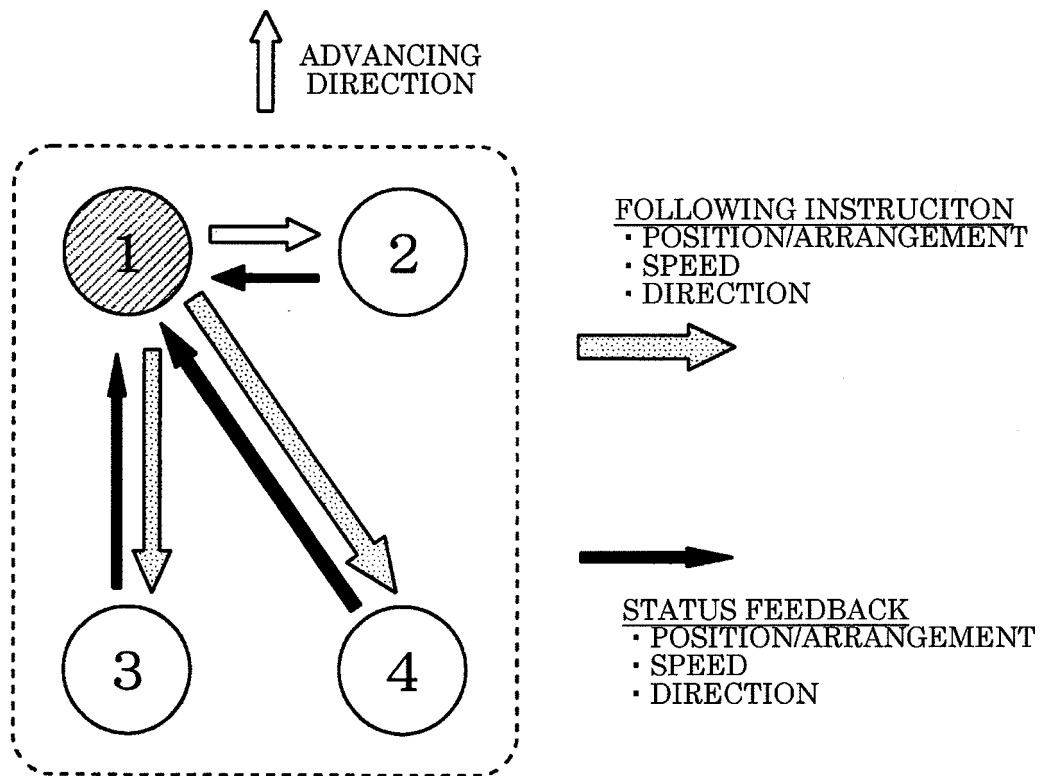 ADVANCING
DIRECTION
1
2
3
4
FOLLOWING INSTRUCITON
· POSITION/ARRANGEMENT
· SPEED
· DIRECTION
STATUS FEEDBACK
· POSITION/ARRANGEMENT
· SPEED
· DIRECTION